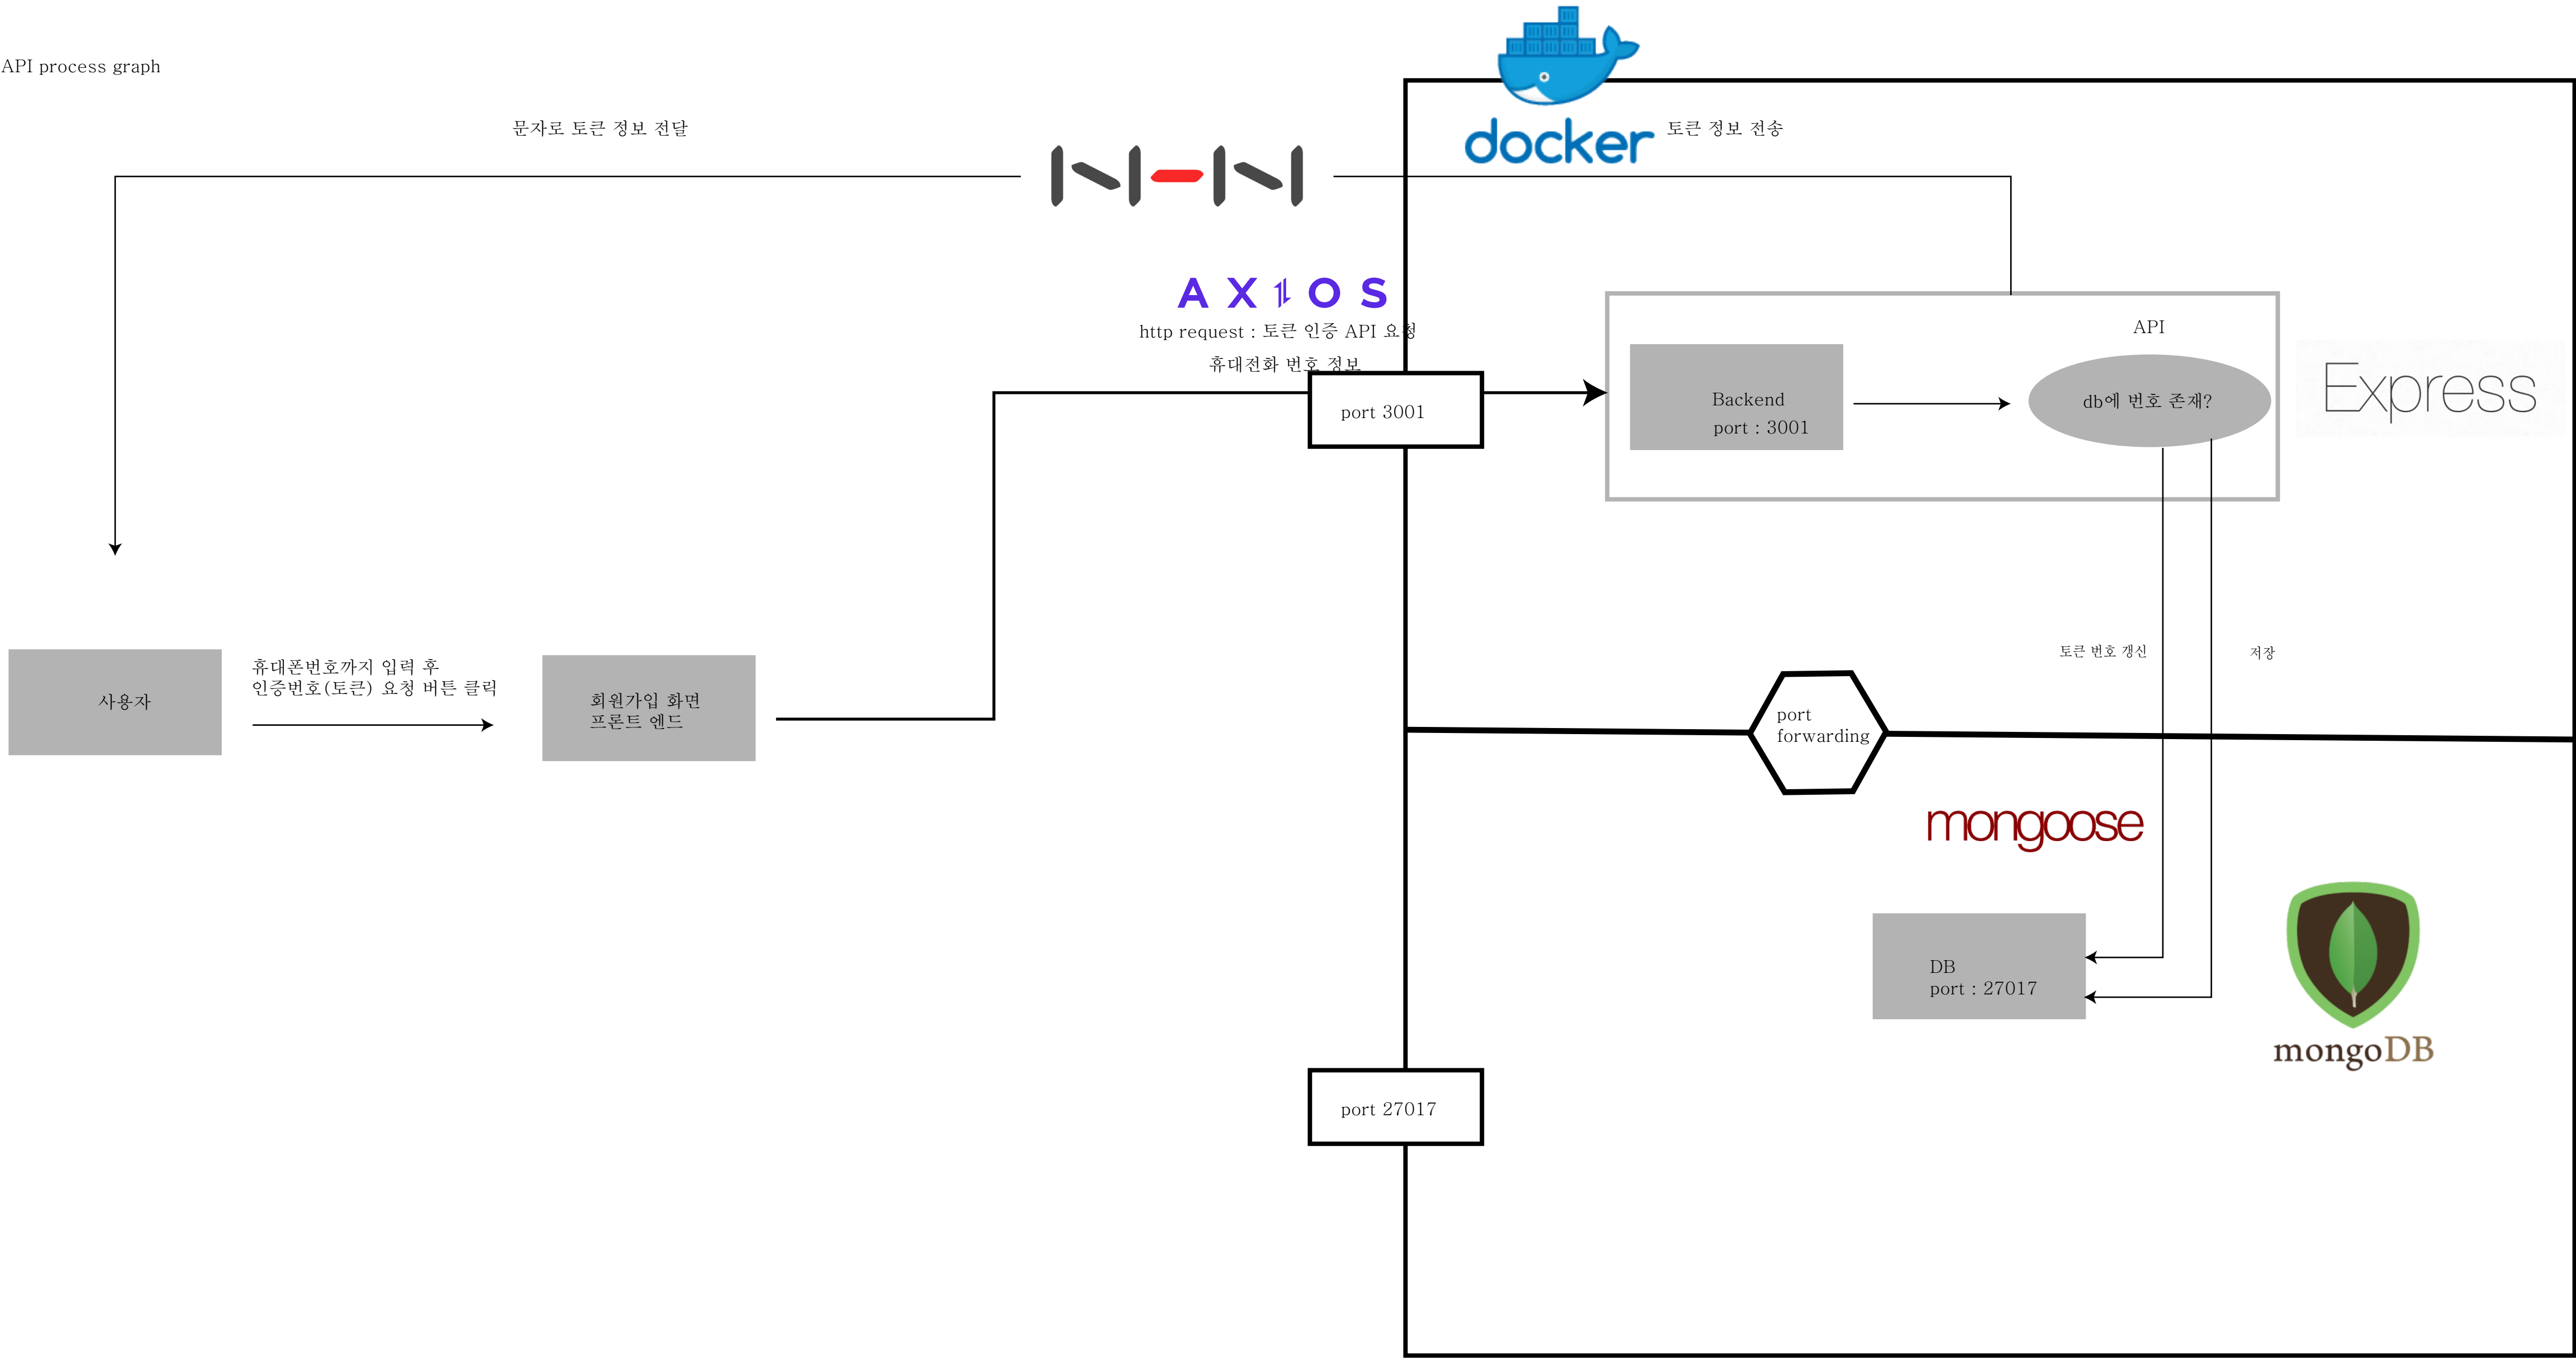 API process graph
문자로 토큰 정보 전달
docker
토큰 정보 전송
NHN
AXIOS
http request : 토큰 인증 API 요청
휴대전화 번호 정보
port 3001
Backend
port : 3001
API
db에 번호 존재?
Express
사용자
휴대폰번호까지 입력 후
인증번호(토큰) 요청 버튼 클릭
회원가입 화면
프론트 엔드
토큰 번호 갱신
저장
port
forwarding
mongoose
DB
port : 27017
mongoDB
port 27017